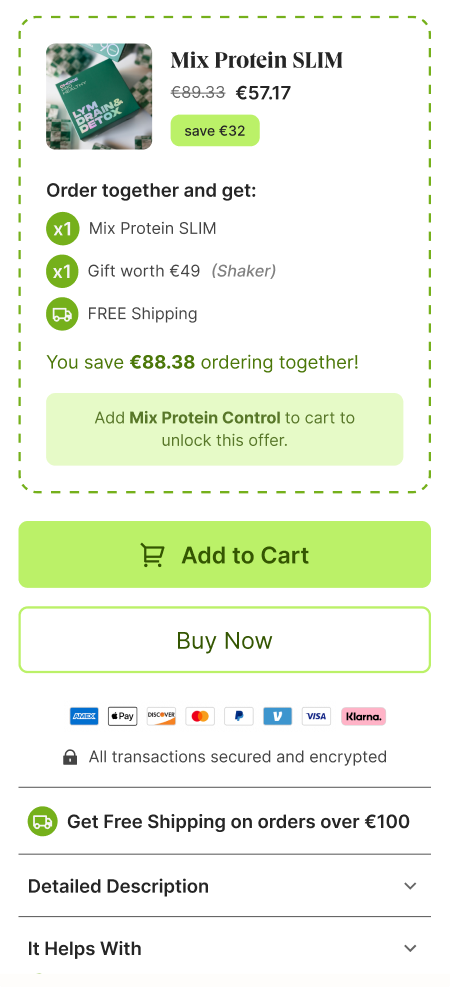 LYM
DRAIN&
DETOX
Mix Protein SLIM
€89.33 €57.17
save €32
Order together and get:
x1 Mix Protein SLIM
x1 Gift worth €49 (Shaker)
FREE Shipping
You save €88.38 ordering together!
Add Mix Protein Control to cart to
unlock this offer.
Add to Cart
Buy Now
AMEX Pay DISCOVER VISA Klarna.
All transactions secured and encrypted
Get Free Shipping on orders over €100
Detailed Description
It Helps With